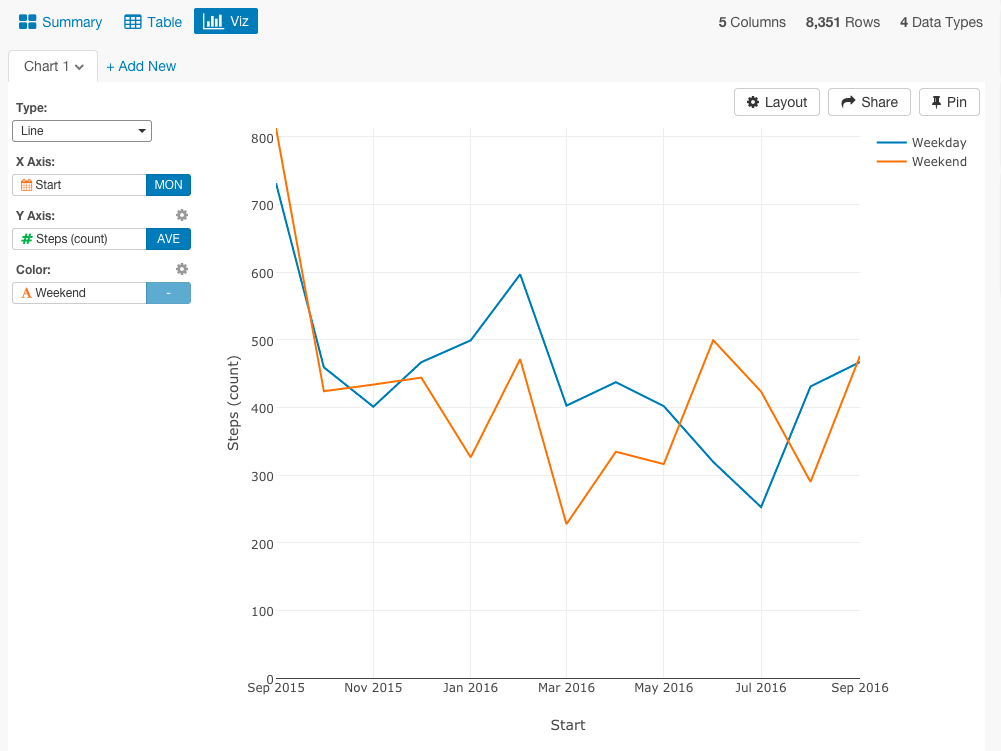 Summary Table Viz 5 Columns 8,351 Rows 4 Data Types
Chart 1 + Add New
Layout Share Pin
Type:
Line
X Axis:
Start MON
Y Axis:
# Steps (count) AVE
Color:
A Weekend -
Weekday
Weekend
800
700
600
500
400
300
200
100
0
Steps (count)
Sep 2015 Nov 2015 Jan 2016 Mar 2016 May 2016 Jul 2016 Sep 2016
Start